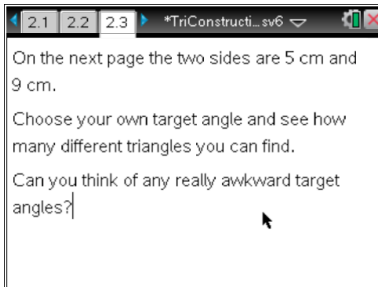 2.1 2.2 2.3 *TriConstructi...sv6
On the next page the two sides are 5 cm and
9 cm.
Choose your own target angle and see how
many different triangles you can find.
Can you think of any really awkward target
angles?